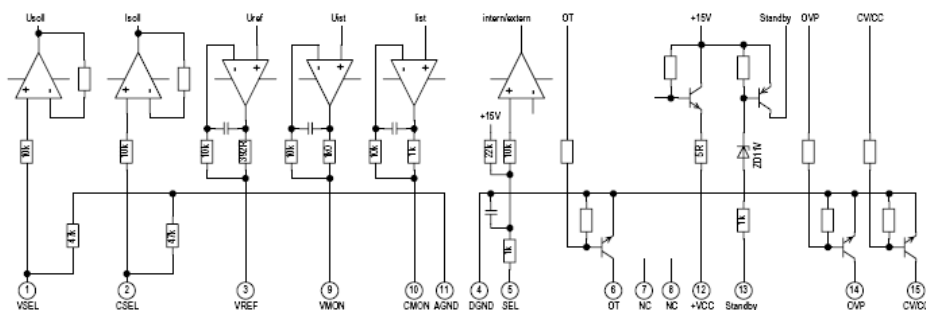 Usoll Isoll Uref Uist Iist intern/extern OT +15V Standby OVP CV/CC
+15V
10k 10k 10k 392R 10k 1k0 10k 1k 22k 10k 5R ZD11V
47k 47k 1k 1k
1 2 3 9 10 11 4 5 6 7 8 12 13 14 15
VSEL CSEL VREF VMON CMON AGND DGND SEL OT NC NC +VCC Standby OVP CV/CC